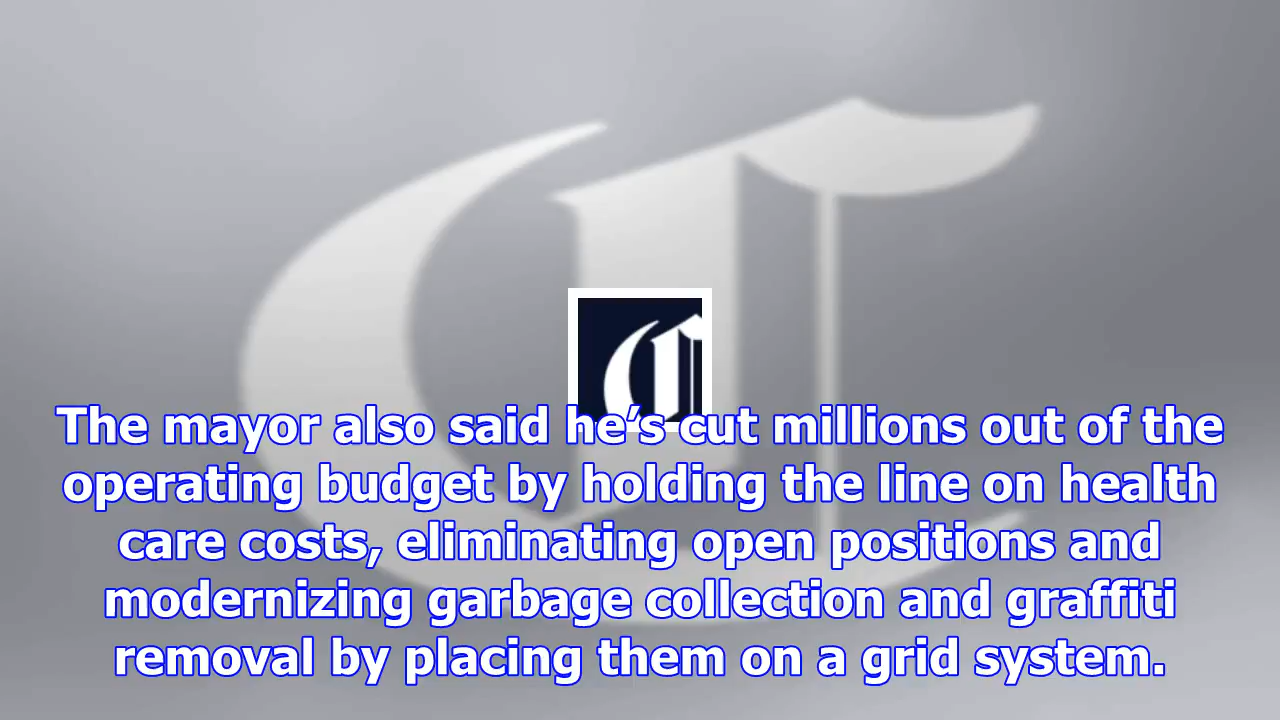 The mayor also said he’s cut millions out of the
operating budget by holding the line on health
care costs, eliminating open positions and
modernizing garbage collection and graffiti
removal by placing them on a grid system.